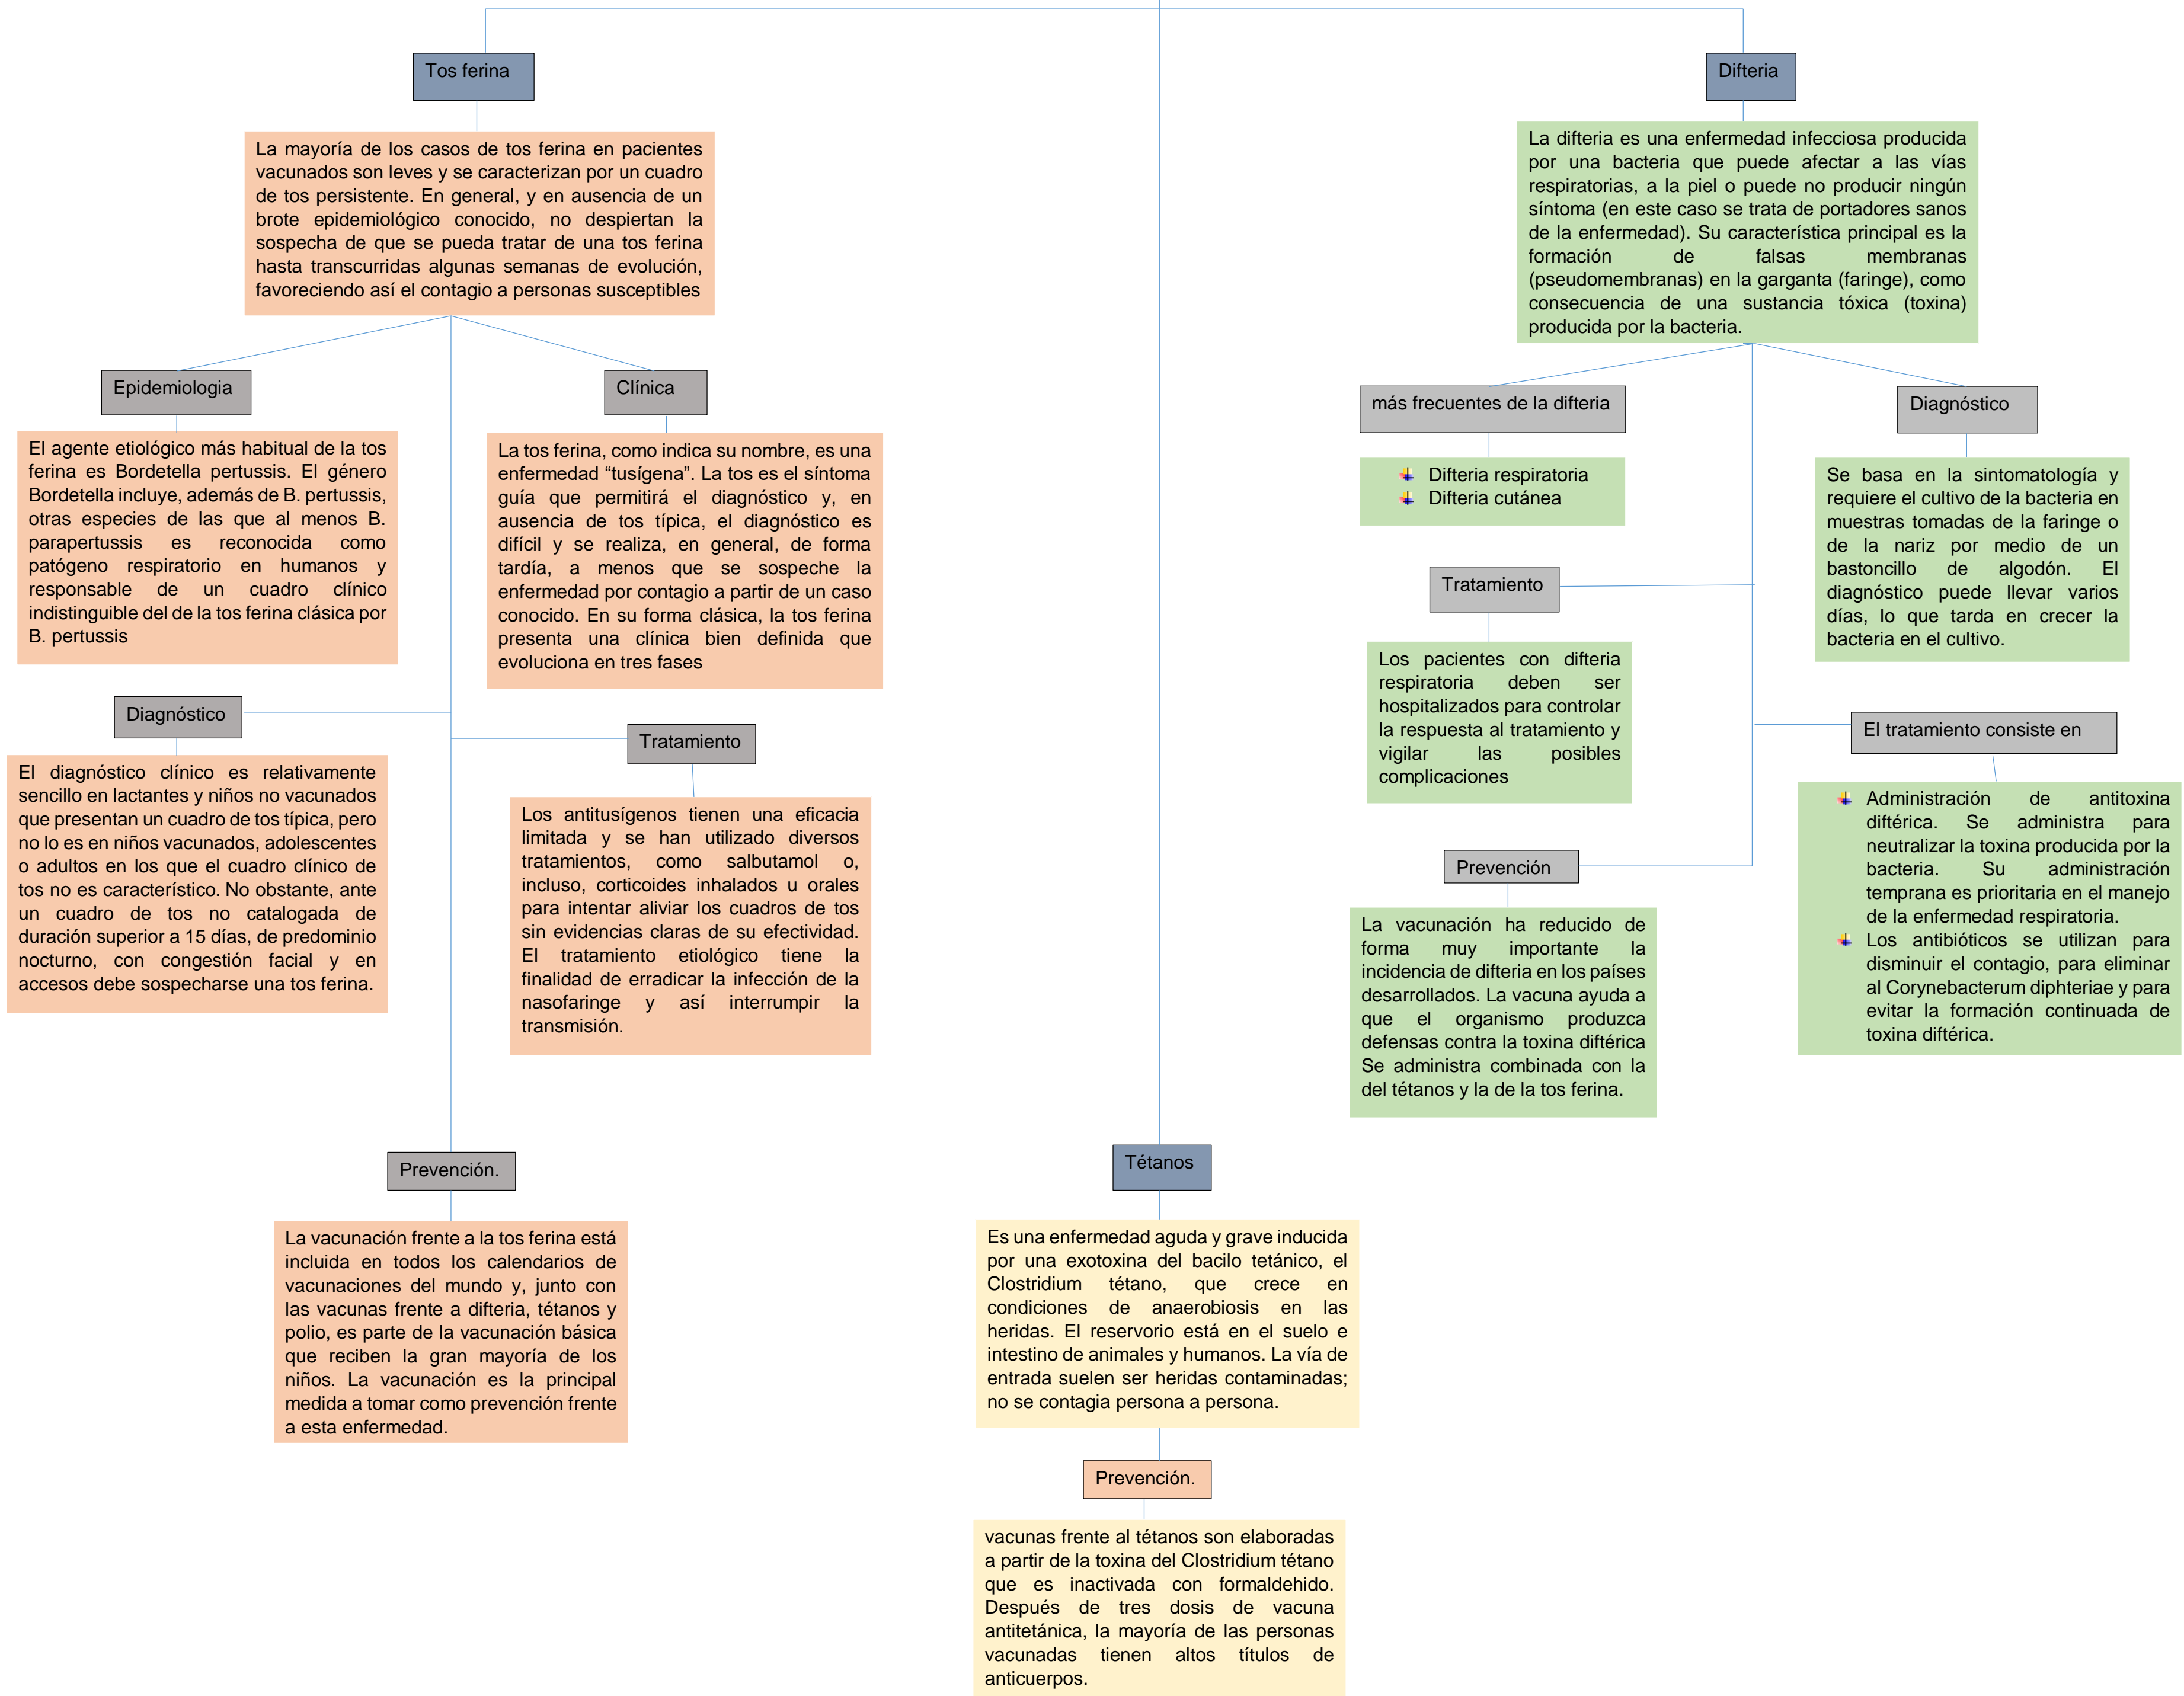 Tos ferina
La mayoría de los casos de tos ferina en pacientes
vacunados son leves y se caracterizan por un cuadro
de tos persistente. En general, y en ausencia de un
brote epidemiológico conocido, no despiertan la
sospecha de que se pueda tratar de una tos ferina
hasta transcurridas algunas semanas de evolución,
favoreciendo así el contagio a personas susceptibles
Epidemiologia
El agente etiológico más habitual de la tos
ferina es Bordetella pertussis. El género
Bordetella incluye, además de B. pertussis,
otras especies de las que al menos B.
parapertussis es reconocida como
patógeno respiratorio en humanos y
responsable de un cuadro clínico
indistinguible del de la tos ferina clásica por
B. pertussis
Clínica
La tos ferina, como indica su nombre, es una
enfermedad “tusígena”. La tos es el síntoma
guía que permitirá el diagnóstico y, en
ausencia de tos típica, el diagnóstico es
difícil y se realiza, en general, de forma
tardía, a menos que se sospeche la
enfermedad por contagio a partir de un caso
conocido. En su forma clásica, la tos ferina
presenta una clínica bien definida que
evoluciona en tres fases
Diagnóstico
El diagnóstico clínico es relativamente
sencillo en lactantes y niños no vacunados
que presentan un cuadro de tos típica, pero
no lo es en niños vacunados, adolescentes
o adultos en los que el cuadro clínico de
tos no es característico. No obstante, ante
un cuadro de tos no catalogada de
duración superior a 15 días, de predominio
nocturno, con congestión facial y en
accesos debe sospecharse una tos ferina.
Tratamiento
Los antitusígenos tienen una eficacia
limitada y se han utilizado diversos
tratamientos, como salbutamol o,
incluso, corticoides inhalados u orales
para intentar aliviar los cuadros de tos
sin evidencias claras de su efectividad.
El tratamiento etiológico tiene la
finalidad de erradicar la infección de la
nasofaringe y así interrumpir la
transmisión.
Prevención.
La vacunación frente a la tos ferina está
incluida en todos los calendarios de
vacunaciones del mundo y, junto con
las vacunas frente a difteria, tétanos y
polio, es parte de la vacunación básica
que reciben la gran mayoría de los
niños. La vacunación es la principal
medida a tomar como prevención frente
a esta enfermedad.
Difteria
La difteria es una enfermedad infecciosa producida
por una bacteria que puede afectar a las vías
respiratorias, a la piel o puede no producir ningún
síntoma (en este caso se trata de portadores sanos
de la enfermedad). Su característica principal es la
formación de falsas membranas
(pseudomembranas) en la garganta (faringe), como
consecuencia de una sustancia tóxica (toxina)
producida por la bacteria.
más frecuentes de la difteria
Difteria respiratoria
Difteria cutánea
Diagnóstico
Se basa en la sintomatología y
requiere el cultivo de la bacteria en
muestras tomadas de la faringe o
de la nariz por medio de un
bastoncillo de algodón. El
diagnóstico puede llevar varios
días, lo que tarda en crecer la
bacteria en el cultivo.
Tratamiento
Los pacientes con difteria
respiratoria deben ser
hospitalizados para controlar
la respuesta al tratamiento y
vigilar las posibles
complicaciones
El tratamiento consiste en
Administración de antitoxina
diftérica. Se administra para
neutralizar la toxina producida por la
bacteria. Su administración
temprana es prioritaria en el manejo
de la enfermedad respiratoria.
Los antibióticos se utilizan para
disminuir el contagio, para eliminar
al Corynebacterum diphteriae y para
evitar la formación continuada de
toxina diftérica.
Prevención
La vacunación ha reducido de
forma muy importante la
incidencia de difteria en los países
desarrollados. La vacuna ayuda a
que el organismo produzca
defensas contra la toxina diftérica
Se administra combinada con la
del tétanos y la de la tos ferina.
Tétanos
Es una enfermedad aguda y grave inducida
por una exotoxina del bacilo tetánico, el
Clostridium tétano, que crece en
condiciones de anaerobiosis en las
heridas. El reservorio está en el suelo e
intestino de animales y humanos. La vía de
entrada suelen ser heridas contaminadas;
no se contagia persona a persona.
Prevención.
vacunas frente al tétanos son elaboradas
a partir de la toxina del Clostridium tétano
que es inactivada con formaldehido.
Después de tres dosis de vacuna
antitetánica, la mayoría de las personas
vacunadas tienen altos títulos de
anticuerpos.